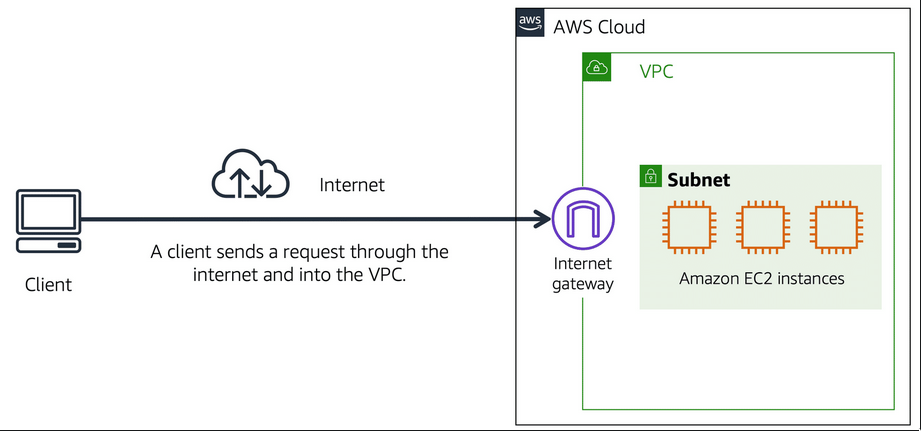 aws
AWS Cloud
VPC
Internet
Subnet
A client sends a request through the
internet and into the VPC.
Client
Internet
gateway
Amazon EC2 instances